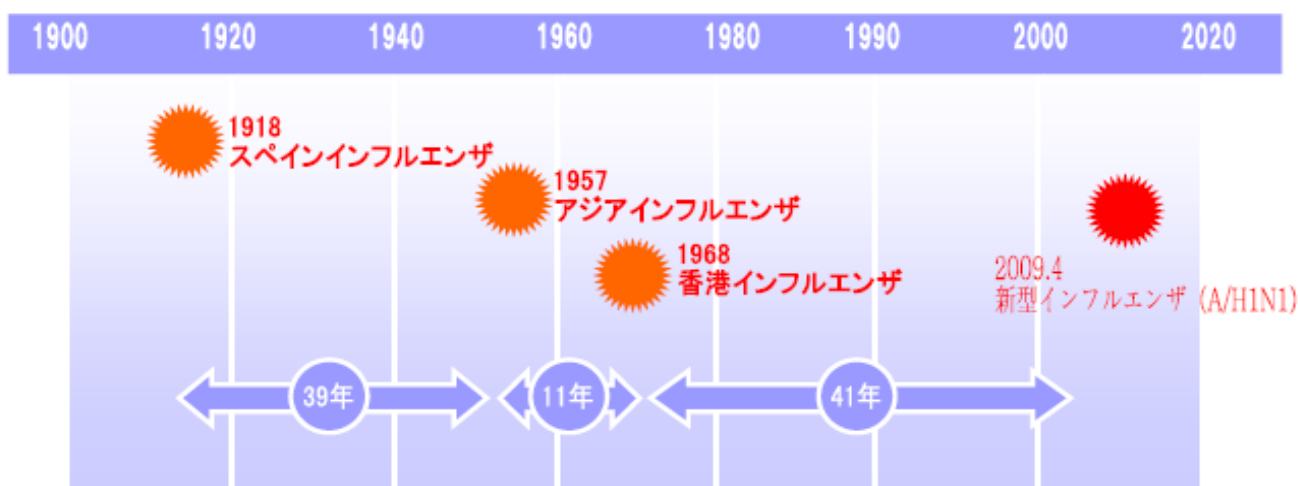 1900 1920 1940 1960 1980 1990 2000 2020
1918
スペインインフルエンザ
1957
アジアインフルエンザ
1968
香港インフルエンザ
2009.4
新型インフルエンザ (A/H1N1)
39年 11年 41年